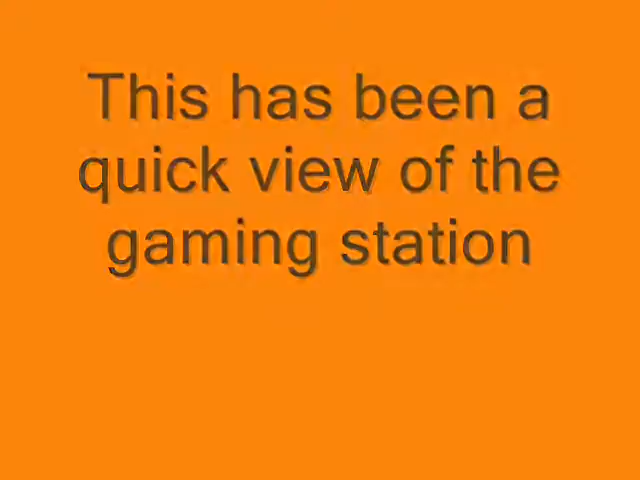 This has been a
quick view of the
gaming station